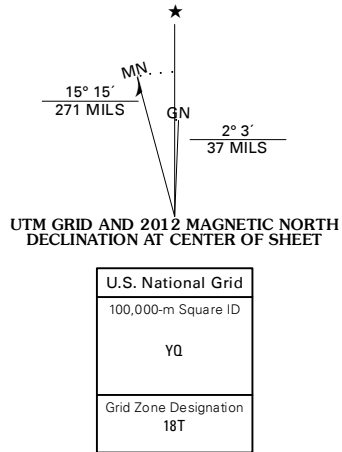 ★
MN
15° 15´
271 MILS
GN
2° 3´
37 MILS
UTM GRID AND 2012 MAGNETIC NORTH
DECLINATION AT CENTER OF SHEET
U.S. National Grid
100,000-m Square ID
YQ
Grid Zone Designation
18T